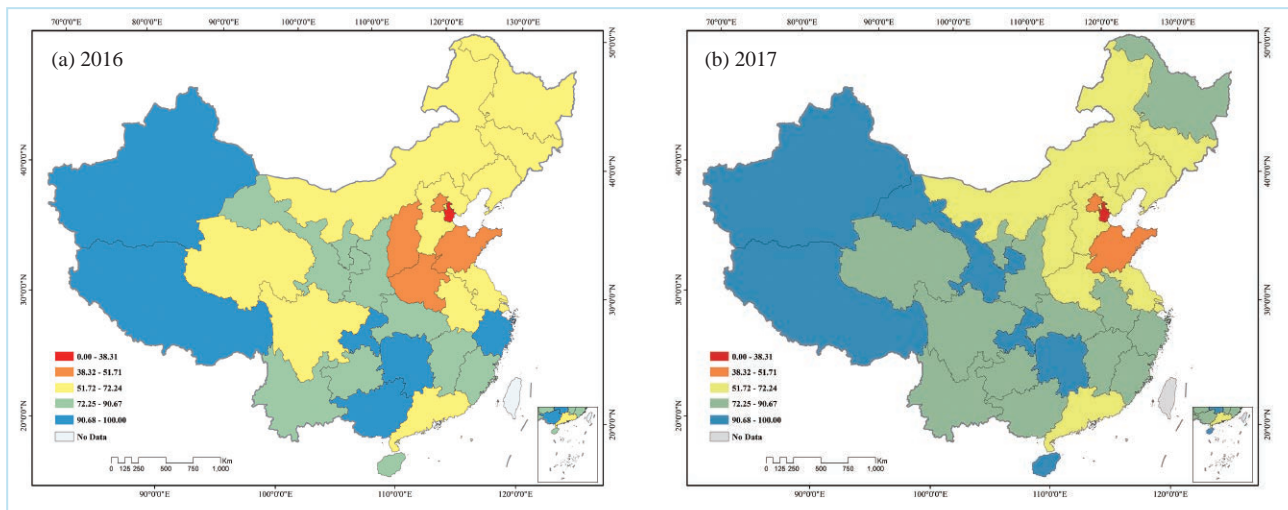 70°0'0"E 80°0'0"E 90°0'0"E 100°0'0"E 110°0'0"E 120°0'0"E 130°0'0"E
(a) 2016
50°0'0"N
40°0'0"N
40°0'0"N
30°0'0"N
30°0'0"N
20°0'0"N
20°0'0"N
0.00 - 38.31
38.32 - 51.71
51.72 - 72.24
72.25 - 90.67
90.68 - 100.00
No Data
Km
0 125 250 500 750 1,000
90°0'0"E 100°0'0"E 110°0'0"E 120°0'0"E
70°0'0"E 80°0'0"E 90°0'0"E 100°0'0"E 110°0'0"E 120°0'0"E 130°0'0"E
(b) 2017
50°0'0"N
40°0'0"N
40°0'0"N
30°0'0"N
30°0'0"N
20°0'0"N
20°0'0"N
0.00 - 38.31
38.32 - 51.71
51.72 - 72.24
72.25 - 90.67
90.68 - 100.00
No Data
Km
0 125 250 500 750 1,000
90°0'0"E 100°0'0"E 110°0'0"E 120°0'0"E